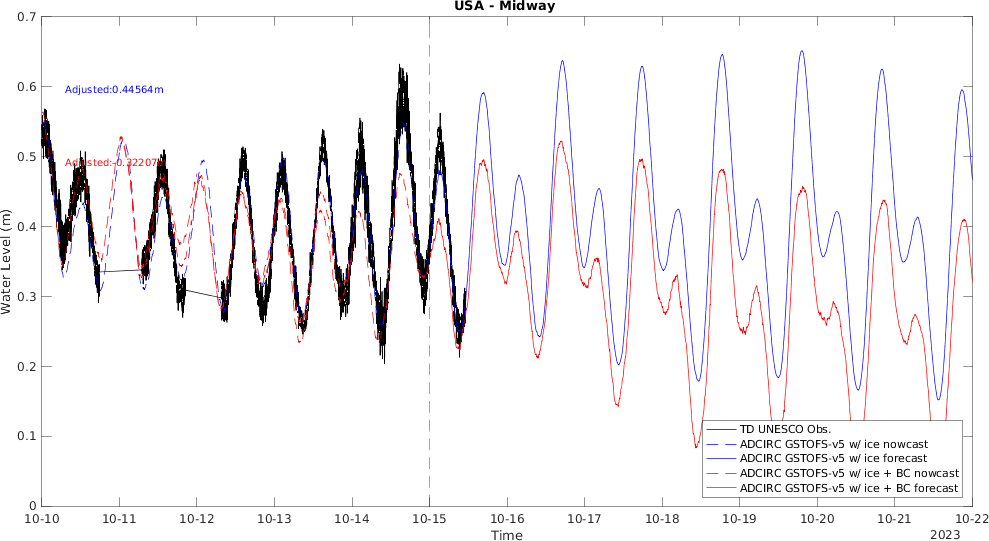 USA - Midway
0.7
0.6
0.5
0.4
0.3
0.2
0.1
0
Water Level (m)
Adjusted:0.44564m
10-10
10-11
10-12
10-13
10-14
10-15
10-16
10-17
10-18
10-19
10-20
10-21
10-22
Time
2023
TD UNESCO Obs.
ADCIRC GSTOFS-v5 w/ ice nowcast
ADCIRC GSTOFS-v5 w/ ice forecast
ADCIRC GSTOFS-v5 w/ ice + BC nowcast
ADCIRC GSTOFS-v5 w/ ice + BC forecast